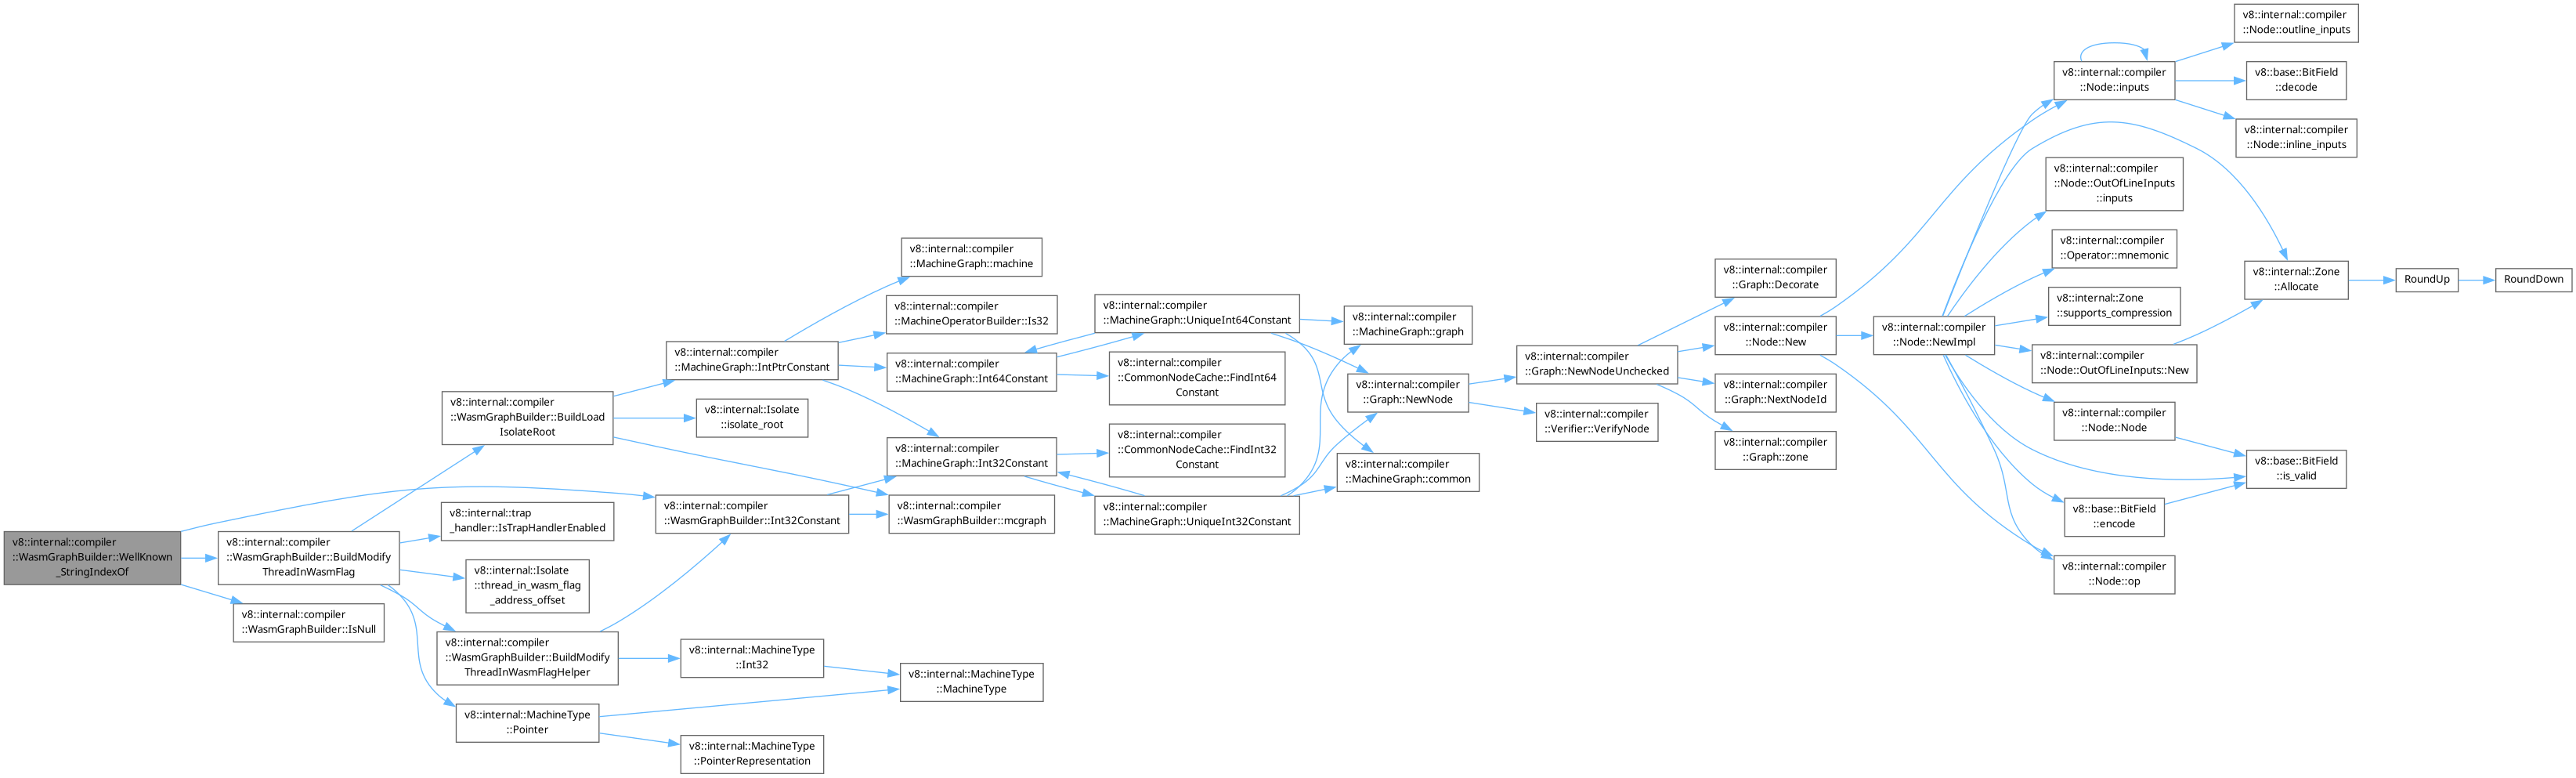 v8::internal::compiler
::WasmGraphBuilder::WellKnown
_StringIndexOf
v8::internal::compiler
::WasmGraphBuilder::BuildModify
ThreadInWasmFlag
v8::internal::compiler
::WasmGraphBuilder::IsNull
v8::internal::compiler
::WasmGraphBuilder::BuildLoad
IsolateRoot
v8::internal::trap
_handler::IsTrapHandlerEnabled
v8::internal::Isolate
::thread_in_wasm_flag
_address_offset
v8::internal::compiler
::WasmGraphBuilder::BuildModify
ThreadInWasmFlagHelper
v8::internal::MachineType
::Pointer
v8::internal::compiler
::MachineGraph::IntPtrConstant
v8::internal::Isolate
::isolate_root
v8::internal::compiler
::WasmGraphBuilder::Int32Constant
v8::internal::MachineType
::Int32
v8::internal::MachineType
::PointerRepresentation
v8::internal::compiler
::MachineGraph::machine
v8::internal::compiler
::MachineOperatorBuilder::Is32
v8::internal::compiler
::MachineGraph::Int64Constant
v8::internal::compiler
::MachineGraph::Int32Constant
v8::internal::compiler
::WasmGraphBuilder::mcgraph
v8::internal::MachineType
::MachineType
v8::internal::compiler
::MachineGraph::UniqueInt64Constant
v8::internal::compiler
::CommonNodeCache::FindInt64
Constant
v8::internal::compiler
::CommonNodeCache::FindInt32
Constant
v8::internal::compiler
::MachineGraph::UniqueInt32Constant
v8::internal::compiler
::MachineGraph::graph
v8::internal::compiler
::Graph::NewNode
v8::internal::compiler
::MachineGraph::common
v8::internal::compiler
::Graph::NewNodeUnchecked
v8::internal::compiler
::Verifier::VerifyNode
v8::internal::compiler
::Graph::Decorate
v8::internal::compiler
::Node::New
v8::internal::compiler
::Graph::NextNodeId
v8::internal::compiler
::Graph::zone
v8::internal::compiler
::Node::NewImpl
v8::internal::compiler
::Node::inputs
v8::internal::compiler
::Node::OutOfLineInputs
::inputs
v8::internal::compiler
::Operator::mnemonic
v8::internal::Zone
::supports_compression
v8::internal::compiler
::Node::OutOfLineInputs::New
v8::internal::compiler
::Node::Node
v8::base::BitField
::encode
v8::internal::compiler
::Node::op
v8::internal::compiler
::Node::outline_inputs
v8::base::BitField
::decode
v8::internal::compiler
::Node::inline_inputs
v8::internal::Zone
::Allocate
v8::base::BitField
::is_valid
RoundUp
RoundDown